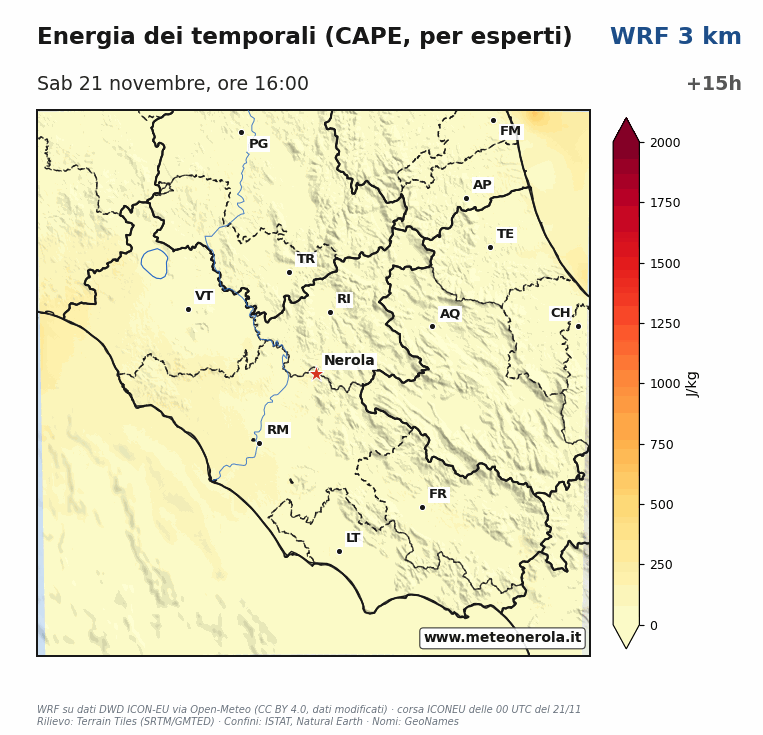 Energia dei temporali (CAPE, per esperti) WRF 3 km
Sab 21 novembre, ore 16:00 +15h
FM
PG
AP
TE
TR
VT
RI
AQ
CH
Nerola
RM
FR
LT
www.meteonerola.it
2000
1750
1500
1250
1000
750
500
250
0
J/kg
WRF su dati DWD ICON-EU via Open-Meteo (CC BY 4.0, dati modificati) · corsa ICONEU delle 00 UTC del 21/11
Rilievo: Terrain Tiles (SRTM/GMTED) · Confini: ISTAT, Natural Earth · Nomi: GeoNames